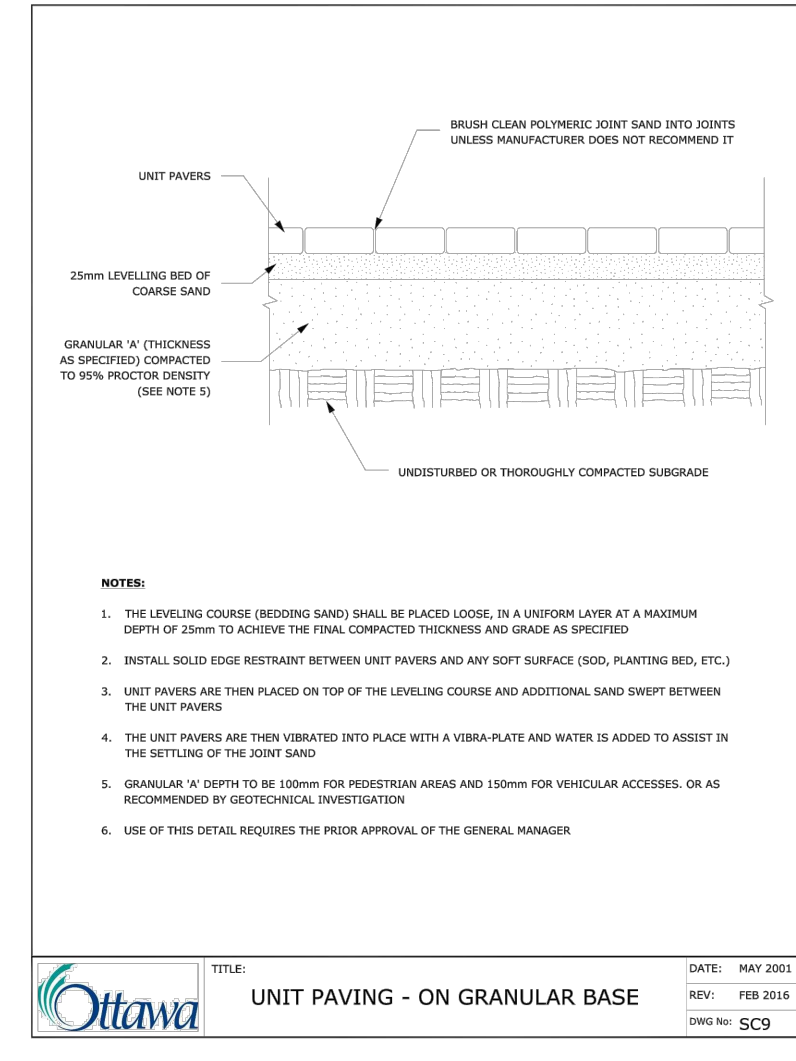 BRUSH CLEAN POLYMERIC JOINT SAND INTO JOINTS
UNLESS MANUFACTURER DOES NOT RECOMMEND IT
UNIT PAVERS
25mm LEVELLING BED OF
COARSE SAND
GRANULAR 'A' (THICKNESS
AS SPECIFIED) COMPACTED
TO 95% PROCTOR DENSITY
(SEE NOTE 5)
UNDISTURBED OR THOROUGHLY COMPACTED SUBGRADE
NOTES:
1. THE LEVELING COURSE (BEDDING SAND) SHALL BE PLACED LOOSE, IN A UNIFORM LAYER AT A MAXIMUM
DEPTH OF 25mm TO ACHIEVE THE FINAL COMPACTED THICKNESS AND GRADE AS SPECIFIED
2. INSTALL SOLID EDGE RESTRAINT BETWEEN UNIT PAVERS AND ANY SOFT SURFACE (SOD, PLANTING BED, ETC.)
3. UNIT PAVERS ARE THEN PLACED ON TOP OF THE LEVELING COURSE AND ADDITIONAL SAND SWEPT BETWEEN
THE UNIT PAVERS
4. THE UNIT PAVERS ARE THEN VIBRATED INTO PLACE WITH A VIBRA-PLATE AND WATER IS ADDED TO ASSIST IN
THE SETTLING OF THE JOINT SAND
5. GRANULAR 'A' DEPTH TO BE 100mm FOR PEDESTRIAN AREAS AND 150mm FOR VEHICULAR ACCESSES. OR AS
RECOMMENDED BY GEOTECHNICAL INVESTIGATION
6. USE OF THIS DETAIL REQUIRES THE PRIOR APPROVAL OF THE GENERAL MANAGER
Ottawa
TITLE:
UNIT PAVING - ON GRANULAR BASE
DATE: MAY 2001
REV: FEB 2016
DWG No: SC9